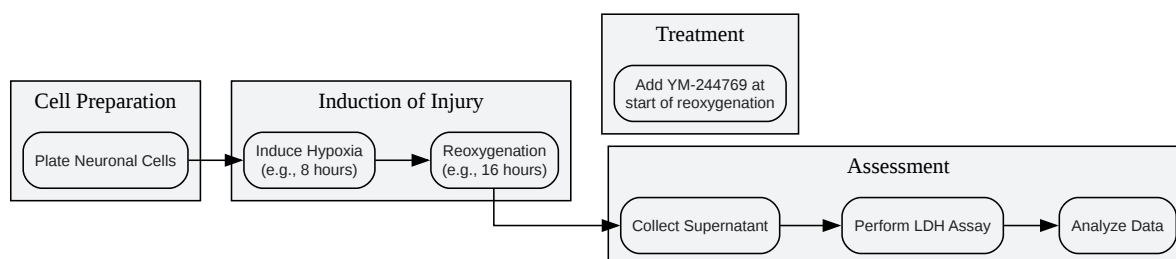 Cell Preparation
Plate Neuronal Cells
Induction of Injury
Induce Hypoxia
(e.g., 8 hours)
Reoxygenation
(e.g., 16 hours)
Treatment
Add YM-244769 at
start of reoxygenation
Assessment
Collect Supernatant
Perform LDH Assay
Analyze Data